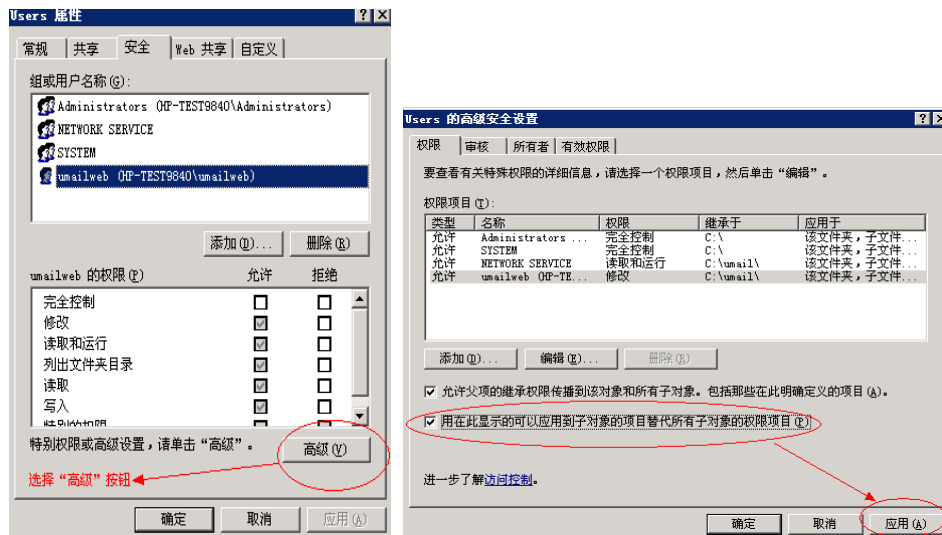 Users 属性
常规 共享 安全 Web 共享 自定义
组或用户名称(G):
Administrators (HP-TEST9840\Administrators)
NETWORK SERVICE
SYSTEM
umailweb (HP-TEST9840\umailweb)
添加(D)... 删除(R)
umailweb 的权限(P) 允许 拒绝
完全控制
修改
读取和运行
列出文件夹目录
读取
写入
特别的权限
特别权限或高级设置，请单击“高级”。
高级(V)
选择“高级”按钮
确定 取消 应用(A)
Users 的高级安全设置
权限 审核 所有者 有效权限
要查看有关特殊权限的详细信息，请选择一个权限项目，然后单击“编辑”。
权限项目(T):
类型 名称 权限 继承于 应用于
允许 Administrators ... 完全控制 C:\ 该文件夹，子文件...
允许 SYSTEM 完全控制 C:\ 该文件夹，子文件...
允许 NETWORK SERVICE 读取和运行 C:\umail\ 该文件夹，子文件...
允许 umailweb (HP-TE... 修改 C:\umail\ 该文件夹，子文件...
添加(D)... 编辑(E)... 删除(R)
允许父项的继承权限传播到该对象和所有子对象。包括那些在此明确定义的项目(A)。
用在此显示的可以应用到子对象的项目替代所有子对象的权限项目(P)
进一步了解访问控制。
确定 取消 应用(A)